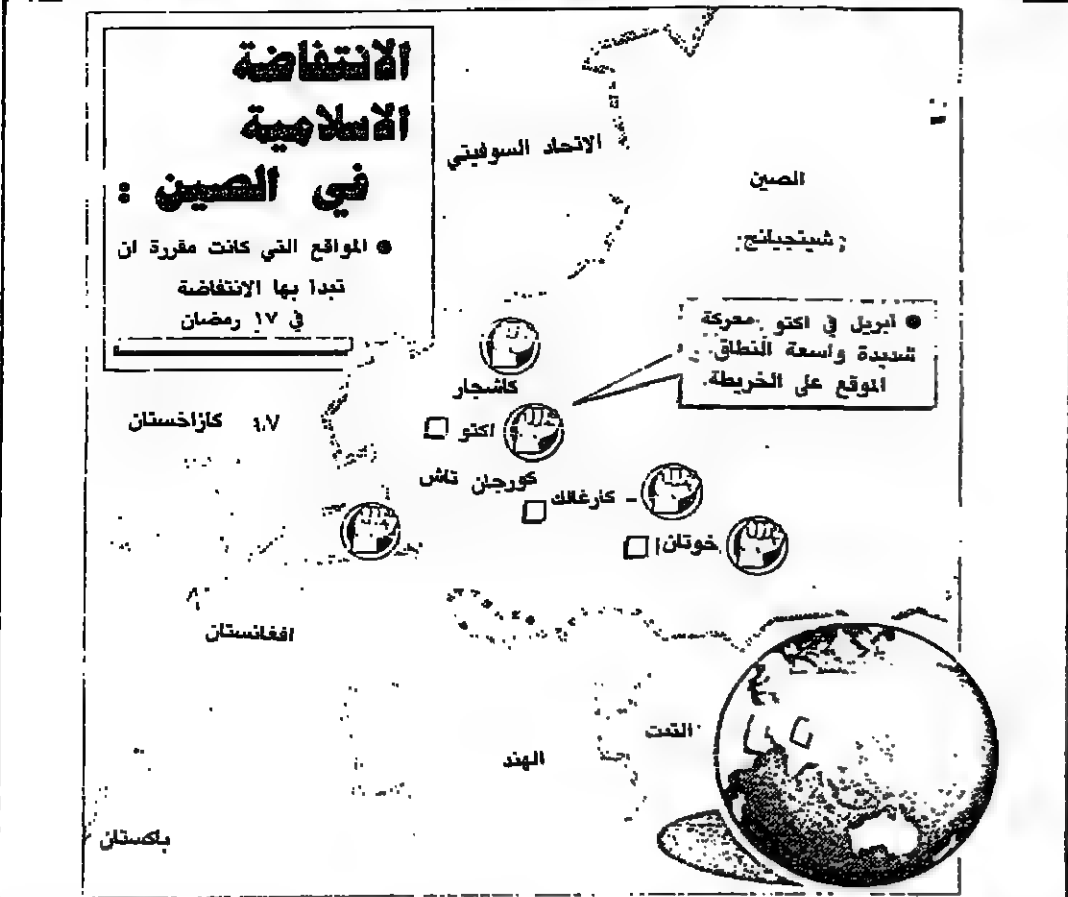 الانتفاضة
الاسلامية
في الصين :
● المواقع التي كانت مقررة ان
تبدا بها الانتفاضة
في ١٧ رمضان
الاتحاد السوفيتي
الصين
شينجيانج
● ابريل في اكتو معركة
شديدة واسعة النطاق.
الموقع على الخريطة.
كاشجار
كازاخستان
اكتو
كورجان تاش
كارغالك
خوتان
افغانستان
التبت
الهند
باكستان